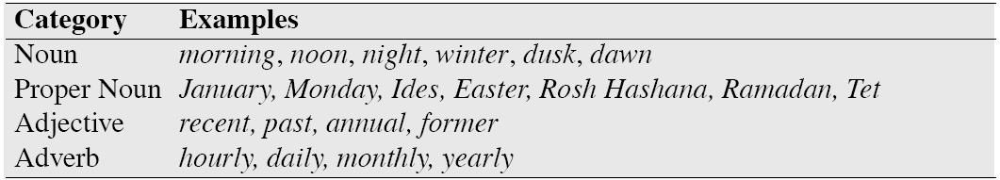 Category Examples
Noun morning, noon, night, winter, dusk, dawn
Proper Noun January, Monday, Ides, Easter, Rosh Hashana, Ramadan, Tet
Adjective recent, past, annual, former
Adverb hourly, daily, monthly, yearly